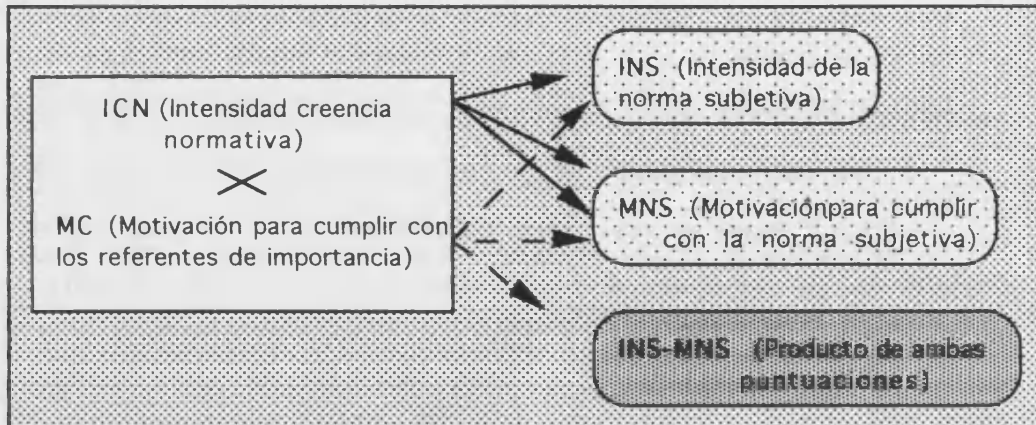 ICN (Intensidad creencia
normativa)
MC (Motivación para cumplir con
los referentes de importancia)
INS (Intensidad de la
norma subjetiva)
MNS (Motivaciónpara cumplir
con la norma subjetiva)
INS-MNS (Producto de ambas
puntuaciones)